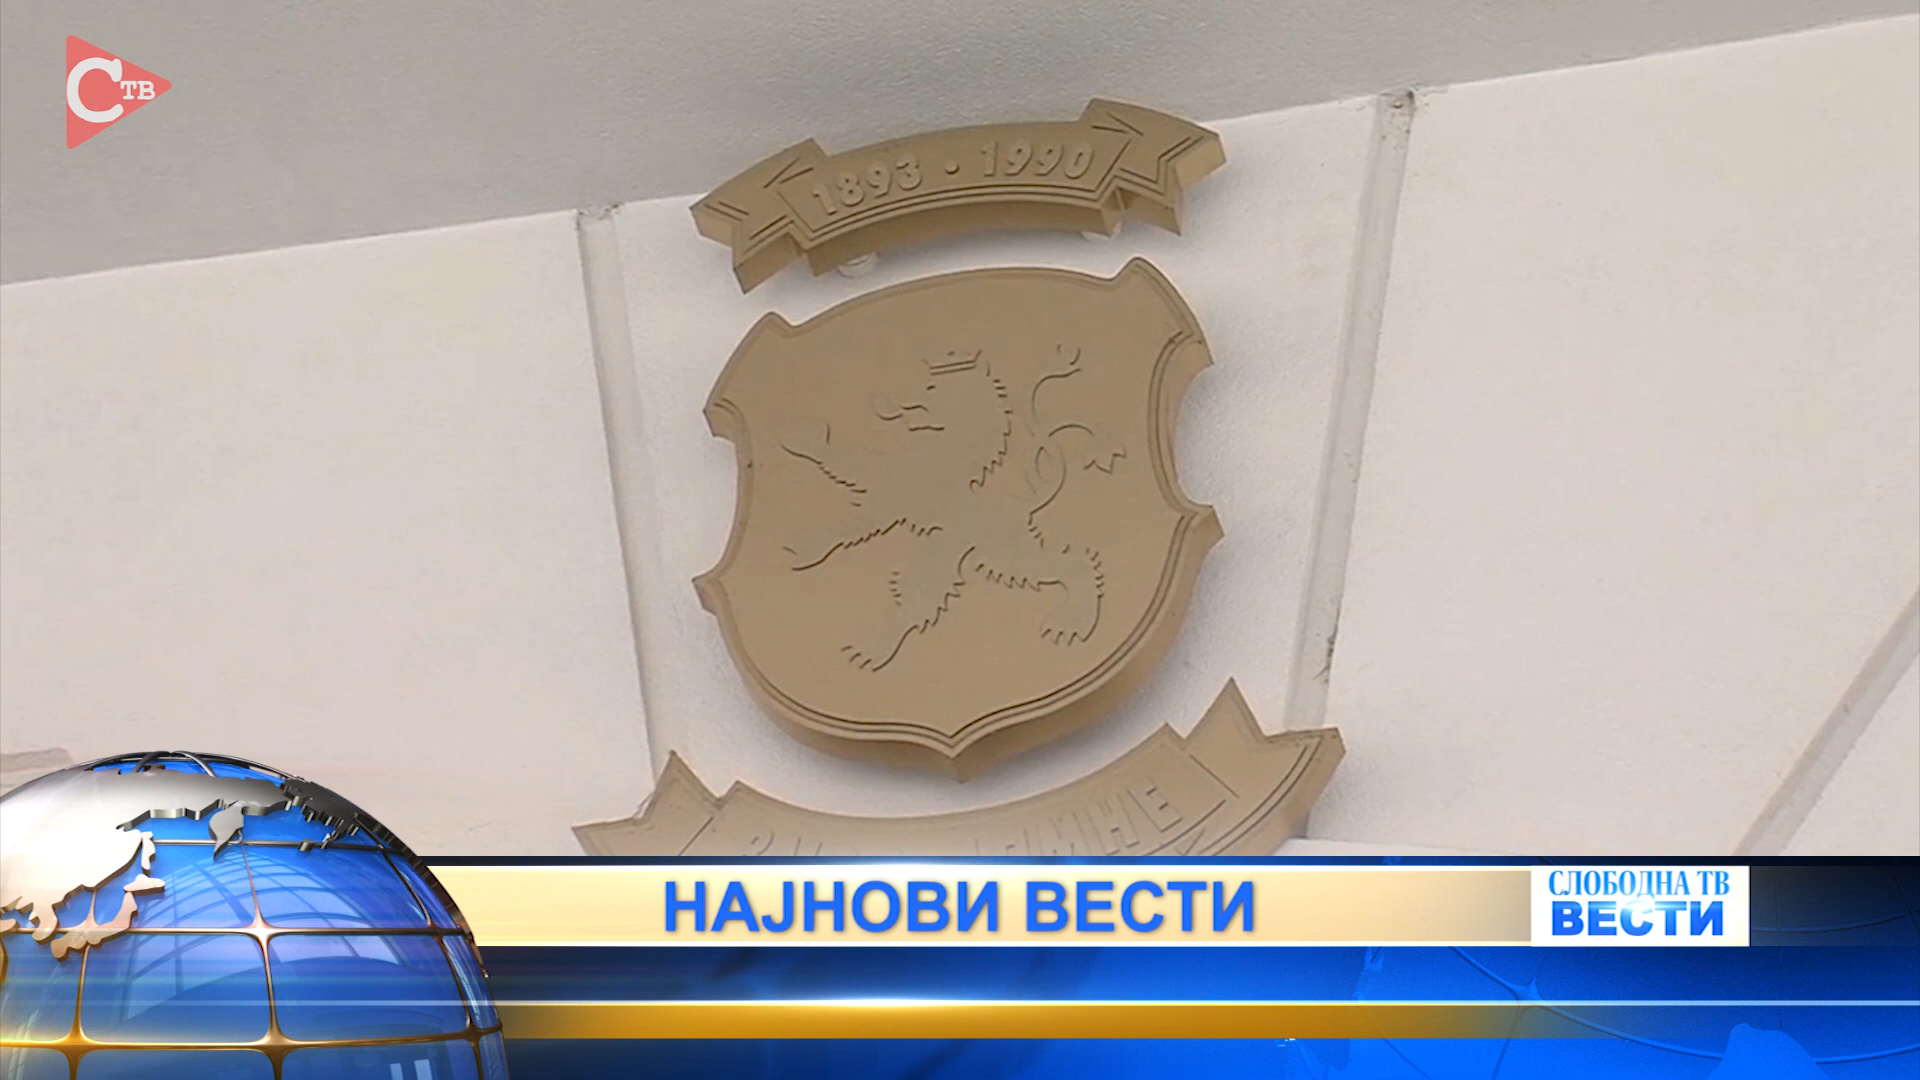 СТВ
1893 · 1990
НАЈНОВИ ВЕСТИ
СЛОБОДНА ТВ
ВЕСТИ